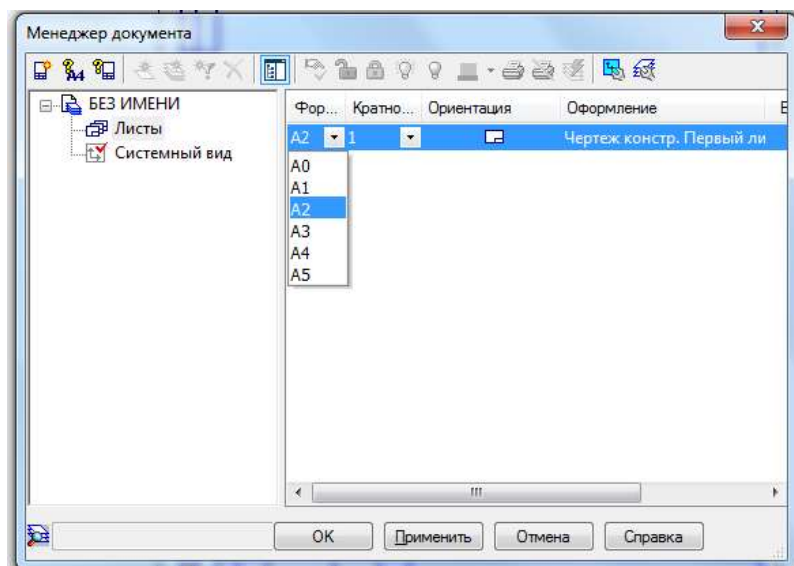 Менеджер документа
БЕЗ ИМЕНИ
Листы
Системный вид
Фор... Кратно... Ориентация Оформление
A2 1 Чертеж констр. Первый ли
A0
A1
A2
A3
A4
A5
OK Применить Отмена Справка